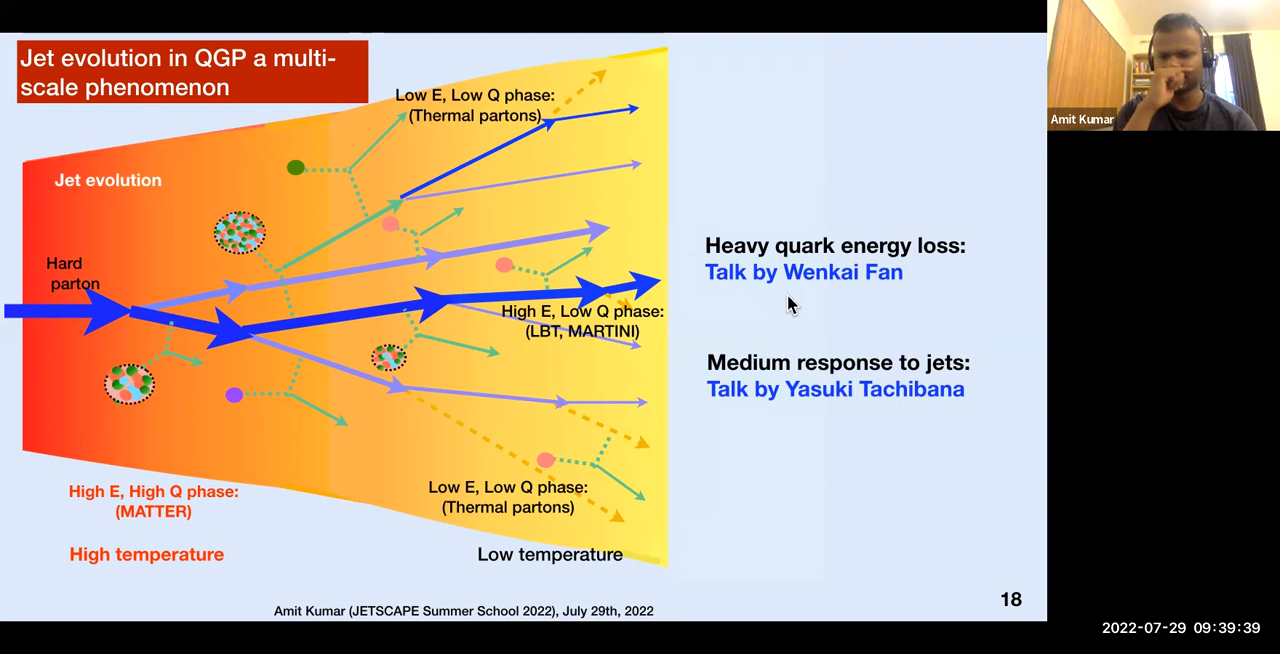 Jet evolution in QGP a multi-
scale phenomenon
Amit Kumar
Low E, Low Q phase:
(Thermal partons)
Jet evolution
Hard
parton
Heavy quark energy loss:
Talk by Wenkai Fan
High E, Low Q phase:
(LBT, MARTINI)
Medium response to jets:
Talk by Yasuki Tachibana
High E, High Q phase:
(MATTER)
Low E, Low Q phase:
(Thermal partons)
High temperature
Low temperature
Amit Kumar (JETSCAPE Summer School 2022), July 29th, 2022
18
2022-07-29 09:39:39